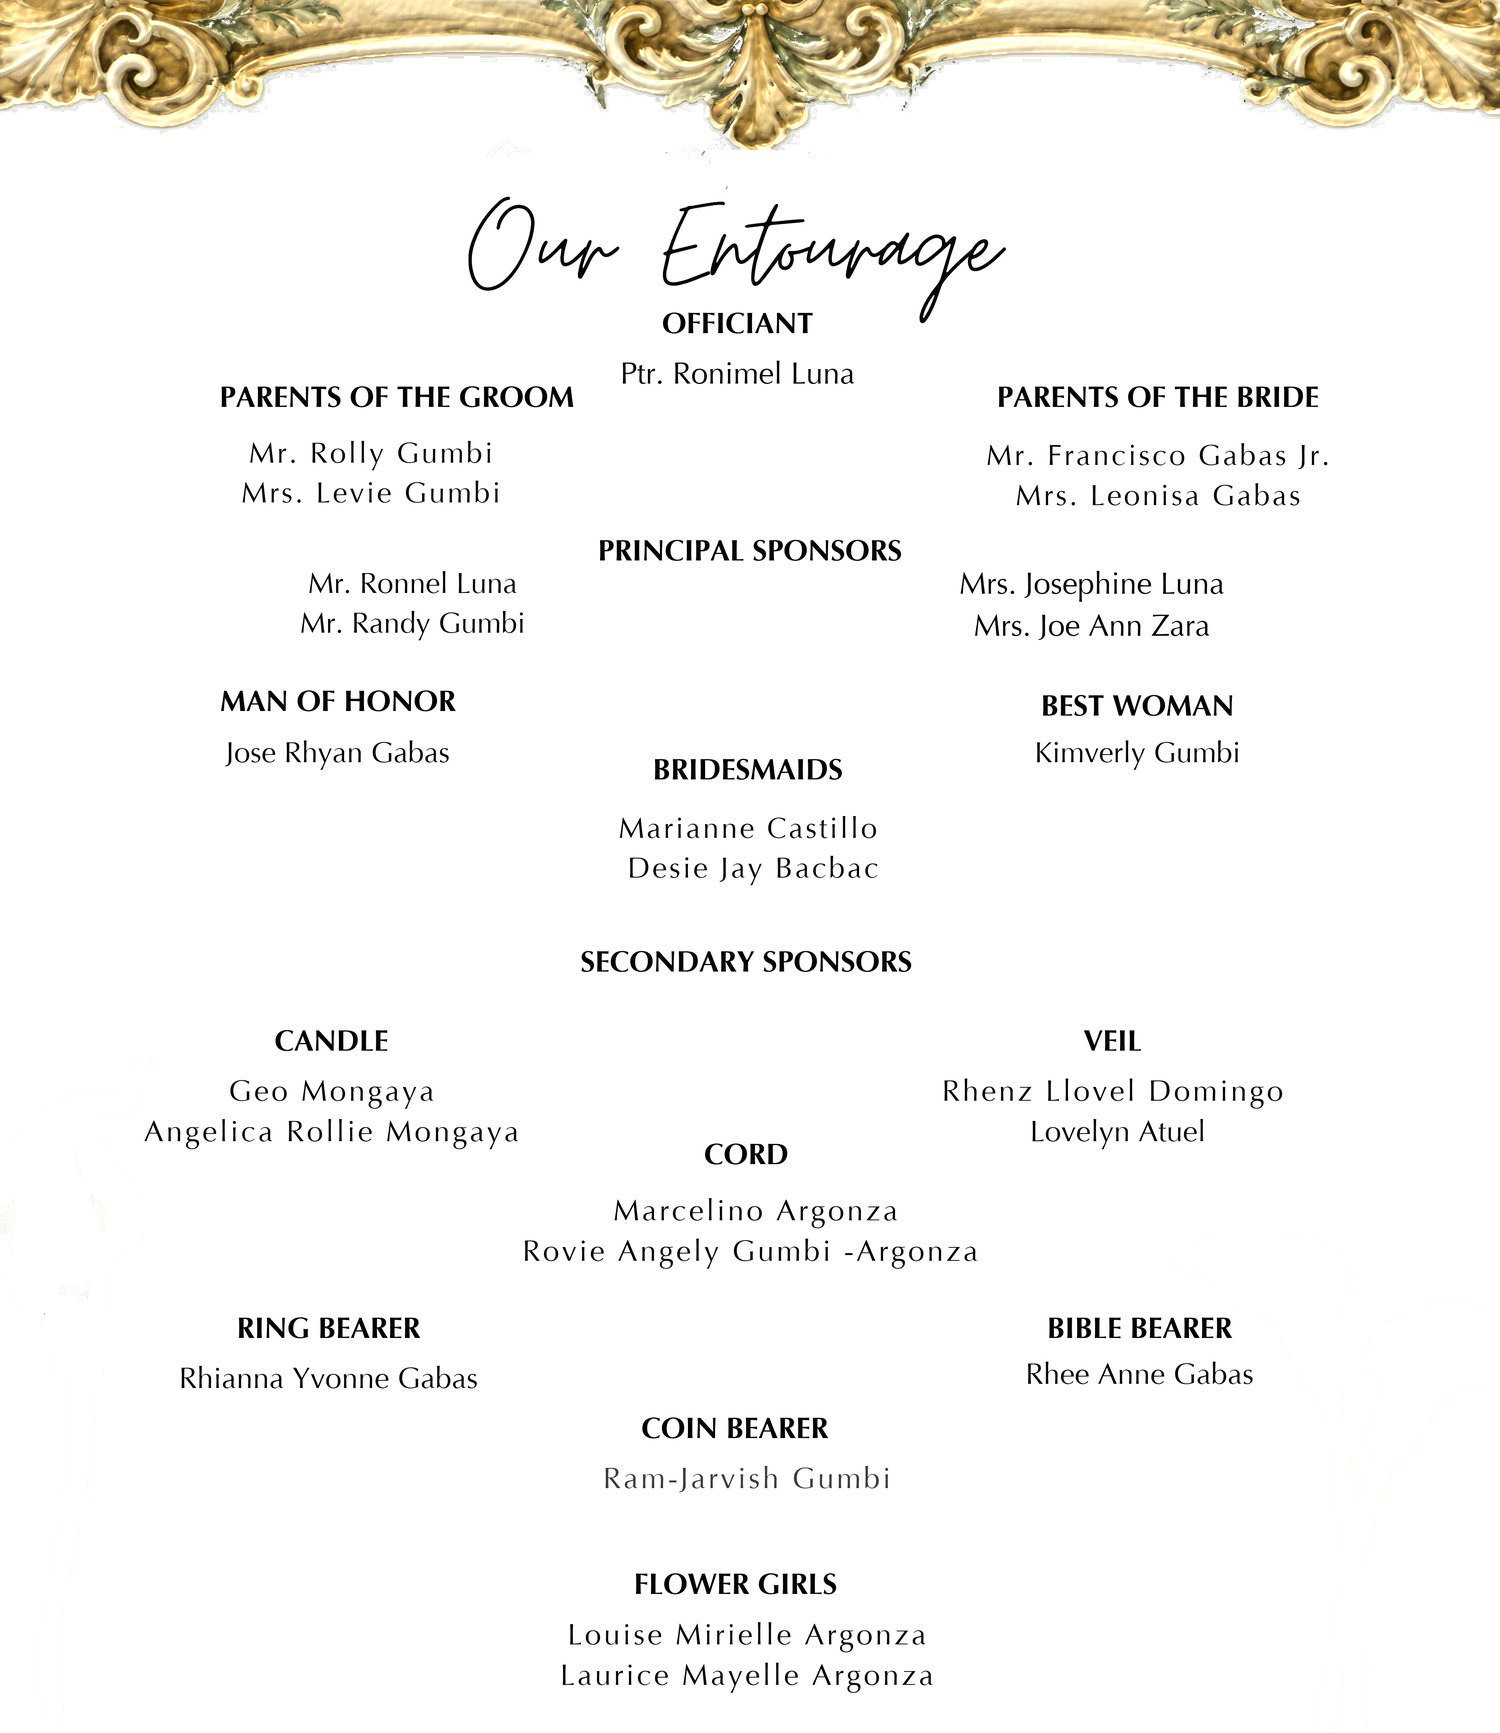 Our Entourage
OFFICIANT
Ptr. Ronimel Luna
PARENTS OF THE GROOM
Mr. Rolly Gumbi
Mrs. Levie Gumbi
PARENTS OF THE BRIDE
Mr. Francisco Gabas Jr.
Mrs. Leonisa Gabas
PRINCIPAL SPONSORS
Mr. Ronnel Luna
Mr. Randy Gumbi
Mrs. Josephine Luna
Mrs. Joe Ann Zara
MAN OF HONOR
Jose Rhyan Gabas
BEST WOMAN
Kimverly Gumbi
BRIDESMAIDS
Marianne Castillo
Desie Jay Bacbac
SECONDARY SPONSORS
CANDLE
Geo Mongaya
Angelica Rollie Mongaya
VEIL
Rhenz Llovel Domingo
Lovelyn Atuel
CORD
Marcelino Argonza
Rovie Angely Gumbi -Argonza
RING BEARER
Rhianna Yvonne Gabas
BIBLE BEARER
Rhee Anne Gabas
COIN BEARER
Ram-Jarvish Gumbi
FLOWER GIRLS
Louise Mirielle Argonza
Laurice Mayelle Argonza